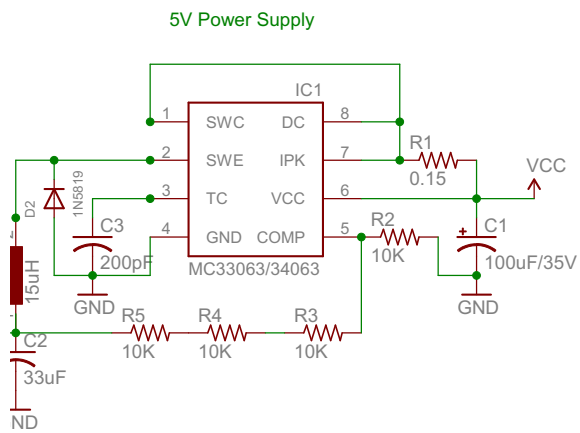 5V Power Supply
IC1
1 SWC DC 8
2 SWE IPK 7
3 TC VCC 6
4 GND COMP 5
MC33063/34063
R1
0.15
VCC
D2
1N5819
C3
200pF
GND
R2
10K
C1
+
100uF/35V
GND
2
15uH
1
R5
10K
R4
10K
R3
10K
C2
33uF
ND